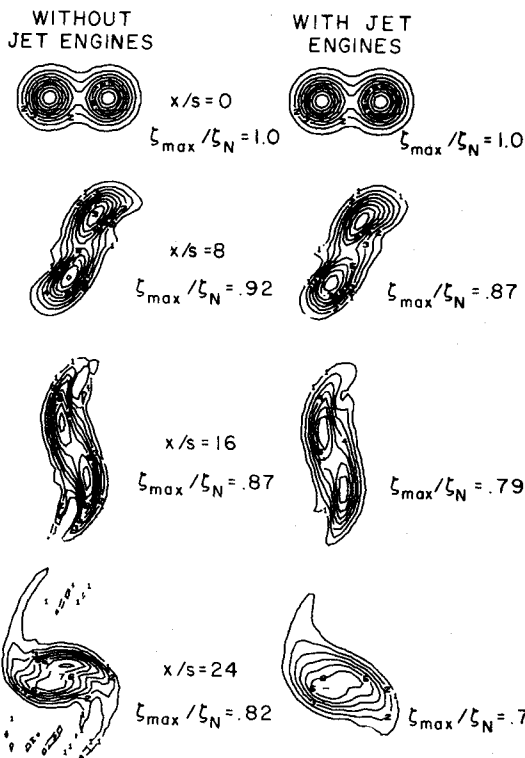 WITHOUT
JET ENGINES
WITH JET
ENGINES
x/s = 0
ζmax/ζN = 1.0
ζmax/ζN = 1.0
x/s = 8
ζmax/ζN = .92
ζmax/ζN = .87
x/s = 16
ζmax/ζN = .87
ζmax/ζN = .79
x/s = 24
ζmax/ζN = .82
ζmax/ζN = .7